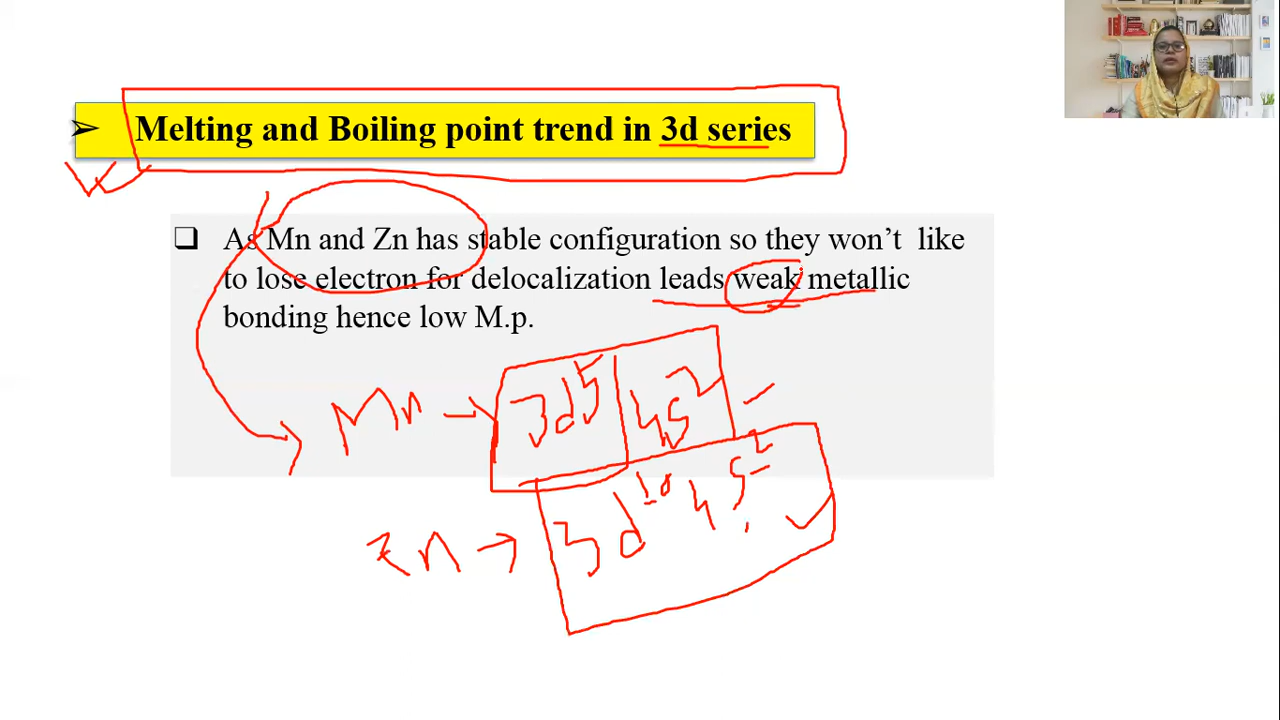 Melting and Boiling point trend in 3d series
As Mn and Zn has stable configuration so they won’t like
to lose electron for delocalization leads weak metallic
bonding hence low M.p.
Mn → 3d⁵ 4s²
Zn → 3d¹⁰ 4s²